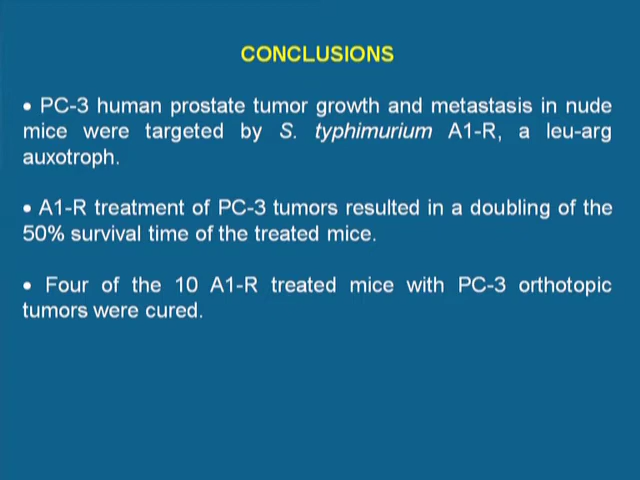 CONCLUSIONS
• PC-3 human prostate tumor growth and metastasis in nude
mice were targeted by S. typhimurium A1-R, a leu-arg
auxotroph.
• A1-R treatment of PC-3 tumors resulted in a doubling of the
50% survival time of the treated mice.
• Four of the 10 A1-R treated mice with PC-3 orthotopic
tumors were cured.